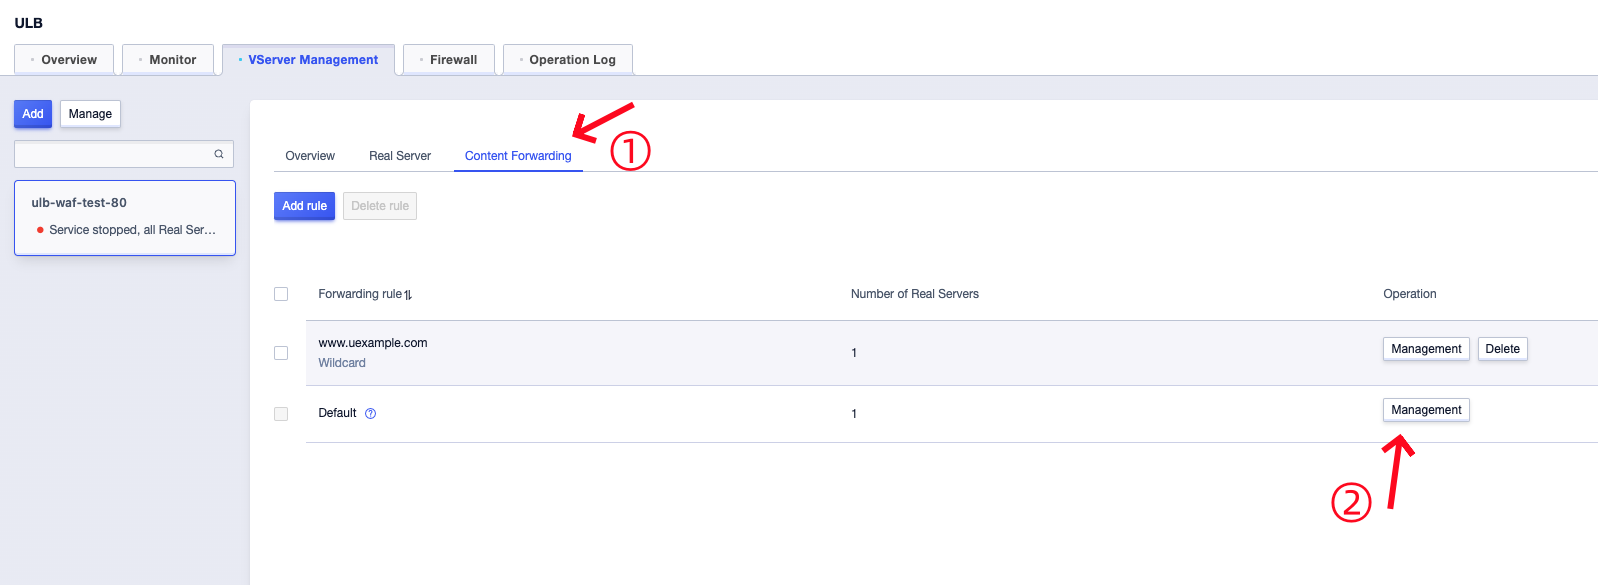 ULB
Overview Monitor VServer Management Firewall Operation Log
Add Manage
ulb-waf-test-80
Service stopped, all Real Ser...
①
Overview Real Server Content Forwarding
Add rule Delete rule
Forwarding rule Number of Real Servers Operation
www.uexample.com
Wildcard
1
Management Delete
Default ? 1 Management
②